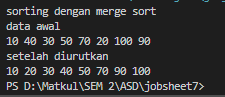 sorting dengan merge sort
data awal
10 40 30 50 70 20 100 90
setelah diurutkan
10 20 30 40 50 70 90 100
PS D:\Matkul\SEM 2\ASD\jobsheet7>